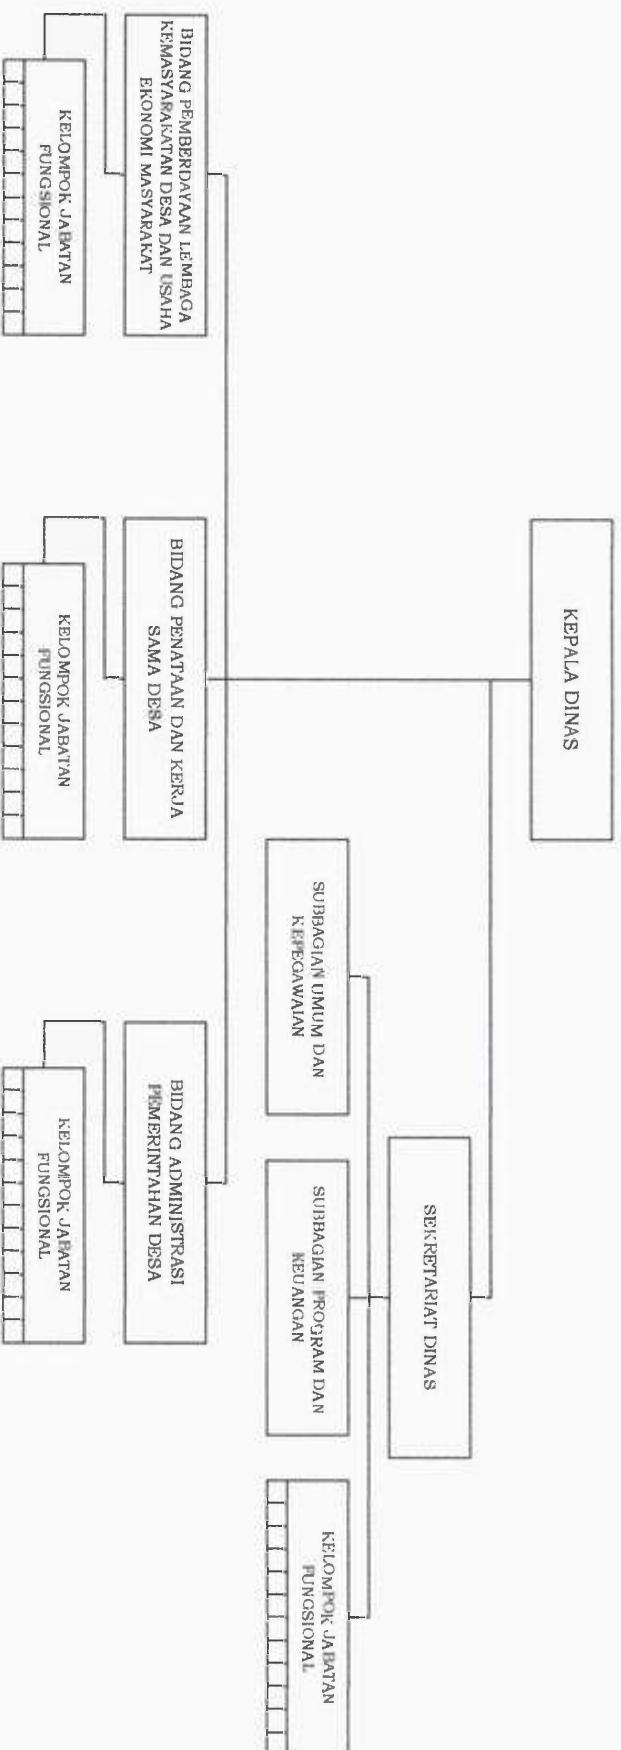 KEPALA DINAS
SEKRETARIAT DINAS
SUBBAGIAN UMUM DAN
KEPEGAWAIAN
SUBBAGIAN PROGRAM DAN
KEUANGAN
KELOMPOK JABATAN
FUNGSIONAL
BIDANG PEMBERDAYAAN LEMBAGA
KEMASYARAKATAN DESA DAN USAHA
EKONOMI MASYARAKAT
BIDANG PENATAAN DAN KERJA
SAMA DESA
BIDANG ADMINISTRASI
PEMERINTAHAN DESA
KELOMPOK JABATAN
FUNGSIONAL
KELOMPOK JABATAN
FUNGSIONAL
KELOMPOK JABATAN
FUNGSIONAL